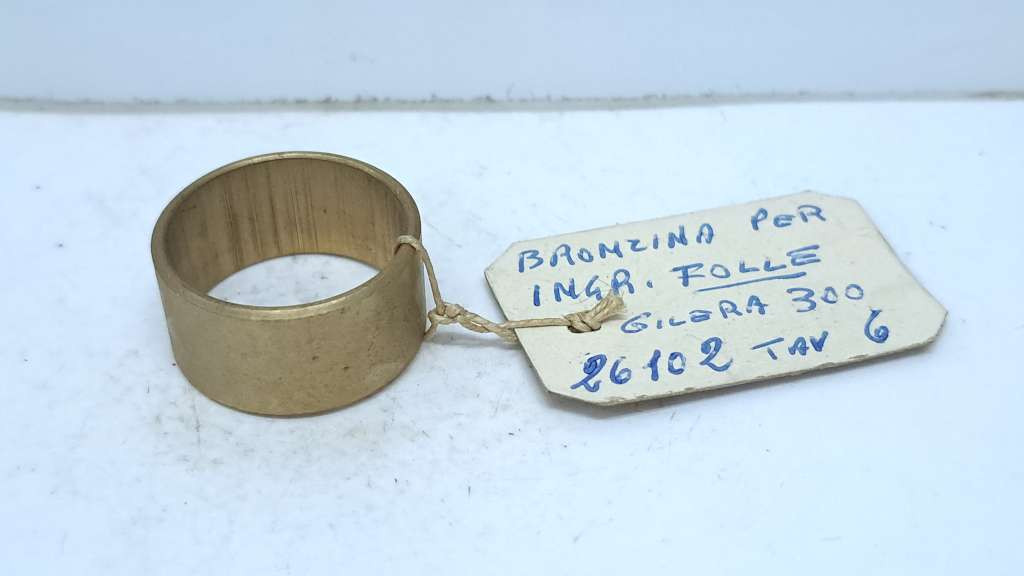 BRONZINA PER
INGR. FOLLE
GILERA 300
26102 TAV 6